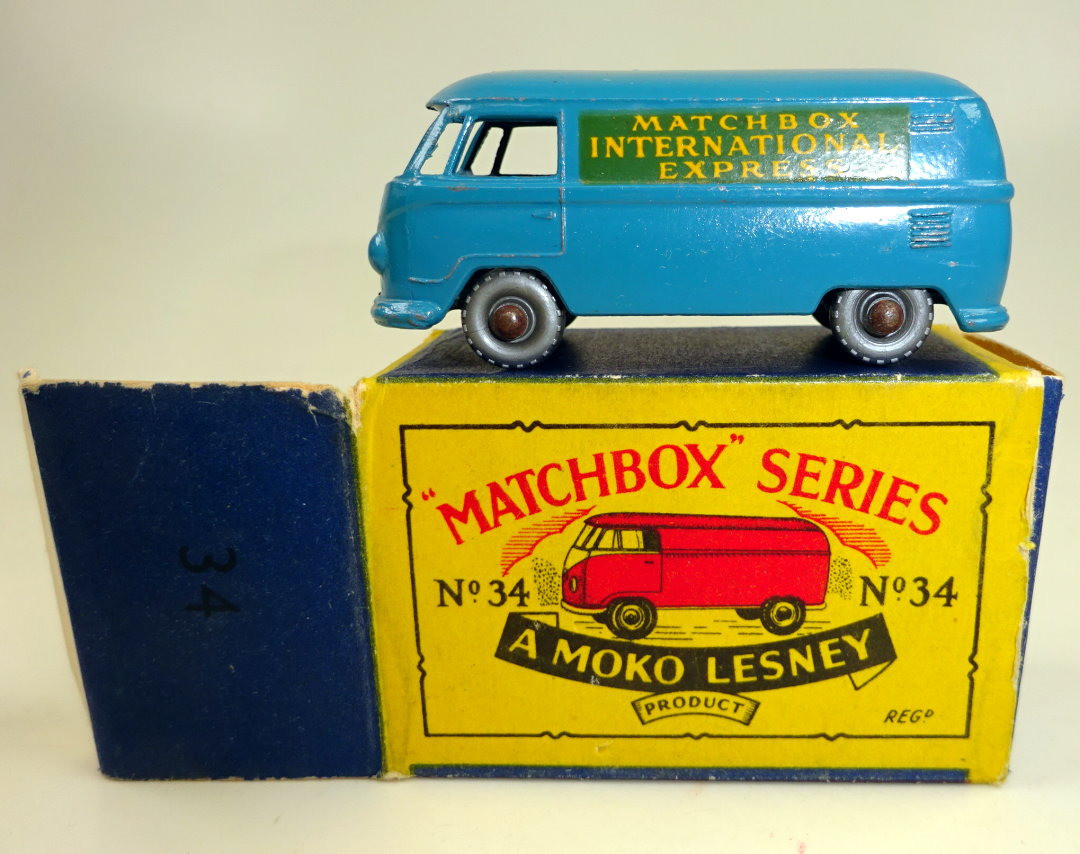 MATCHBOX
INTERNATIONAL
EXPRESS
34
"MATCHBOX" SERIES
Nº34
Nº34
A MOKO LESNEY
PRODUCT
REGD